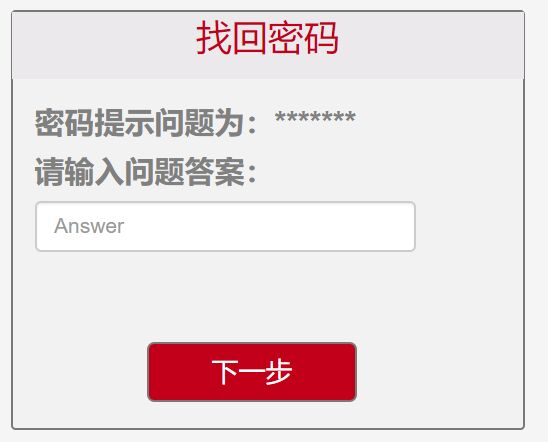 找回密码
密码提示问题为：*******
请输入问题答案：
Answer
下一步